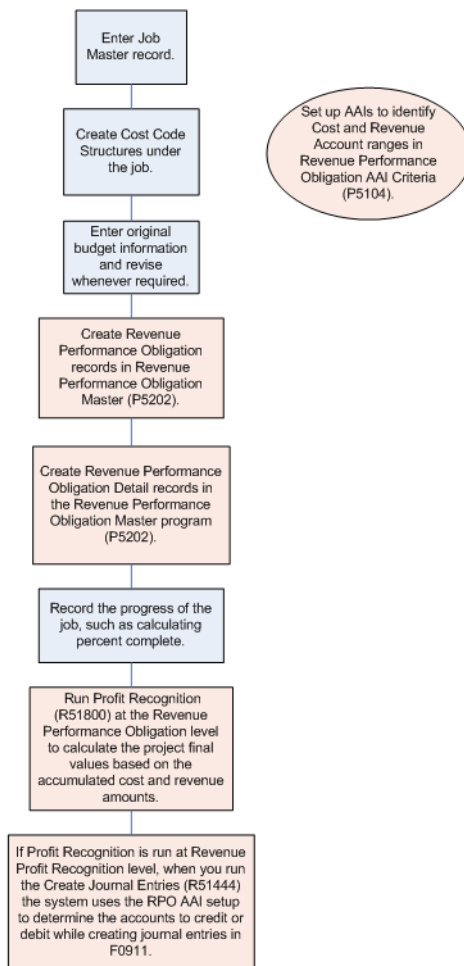 Enter Job
Master record.
Create Cost Code
Structures under
the job.
Set up AAIs to identify
Cost and Revenue
Account ranges in
Revenue Performance
Obligation AAI Criteria
(P5104).
Enter original
budget information
and revise
whenever required.
Create Revenue
Performance Obligation
records in Revenue
Performance Obligation
Master (P5202).
Create Revenue Performance
Obligation Detail records in
the Revenue Performance
Obligation Master program
(P5202).
Record the progress of the
job, such as calculating
percent complete.
Run Profit Recognition
(R51800) at the Revenue
Performance Obligation level
to calculate the project final
values based on the
accumulated cost and revenue
amounts.
If Profit Recognition is run at Revenue
Profit Recognition level, when you run
the Create Journal Entries (R51444)
the system uses the RPO AAI setup
to determine the accounts to credit or
debit while creating journal entries in
F0911.